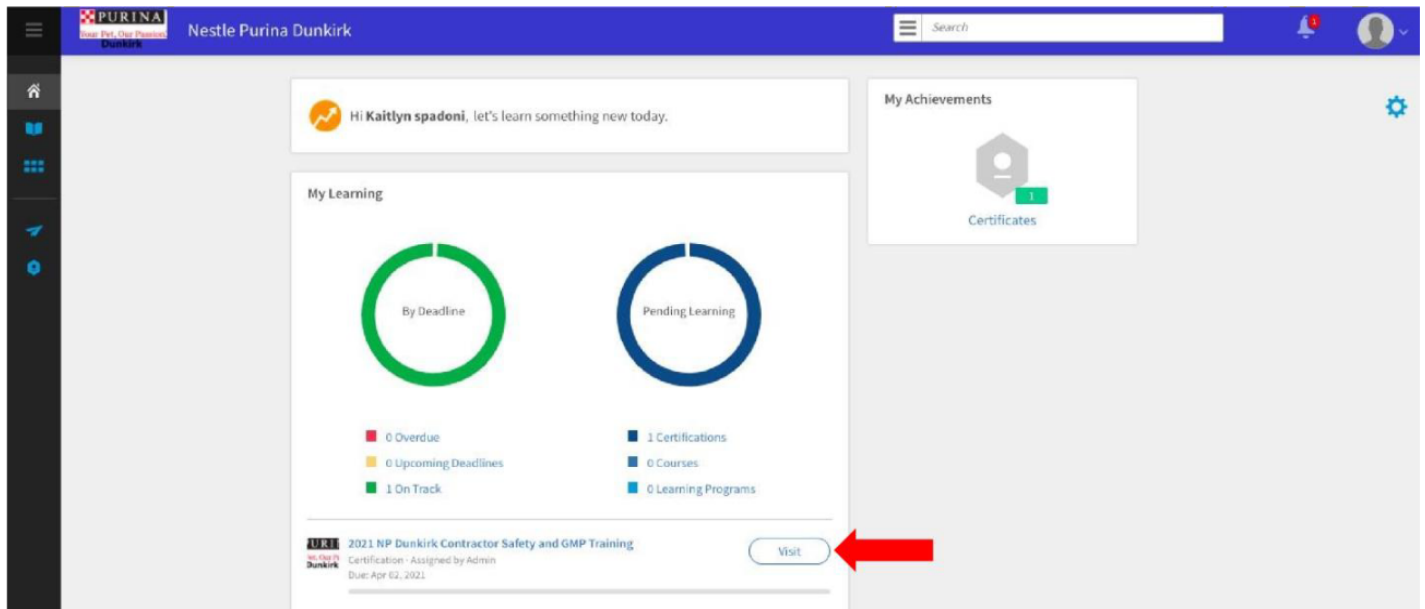 PURINA
Your Pet, Our Passion.
Dunkirk
Nestle Purina Dunkirk
Search
1
Hi Kaitlyn spadoni, let's learn something new today.
My Achievements
1
Certificates
My Learning
By Deadline
Pending Learning
0 Overdue
1 Certifications
0 Upcoming Deadlines
0 Courses
1 On Track
0 Learning Programs
2021 NP Dunkirk Contractor Safety and GMP Training
Certification · Assigned by Admin
Dunkirk
Due: Apr 02, 2021
Visit